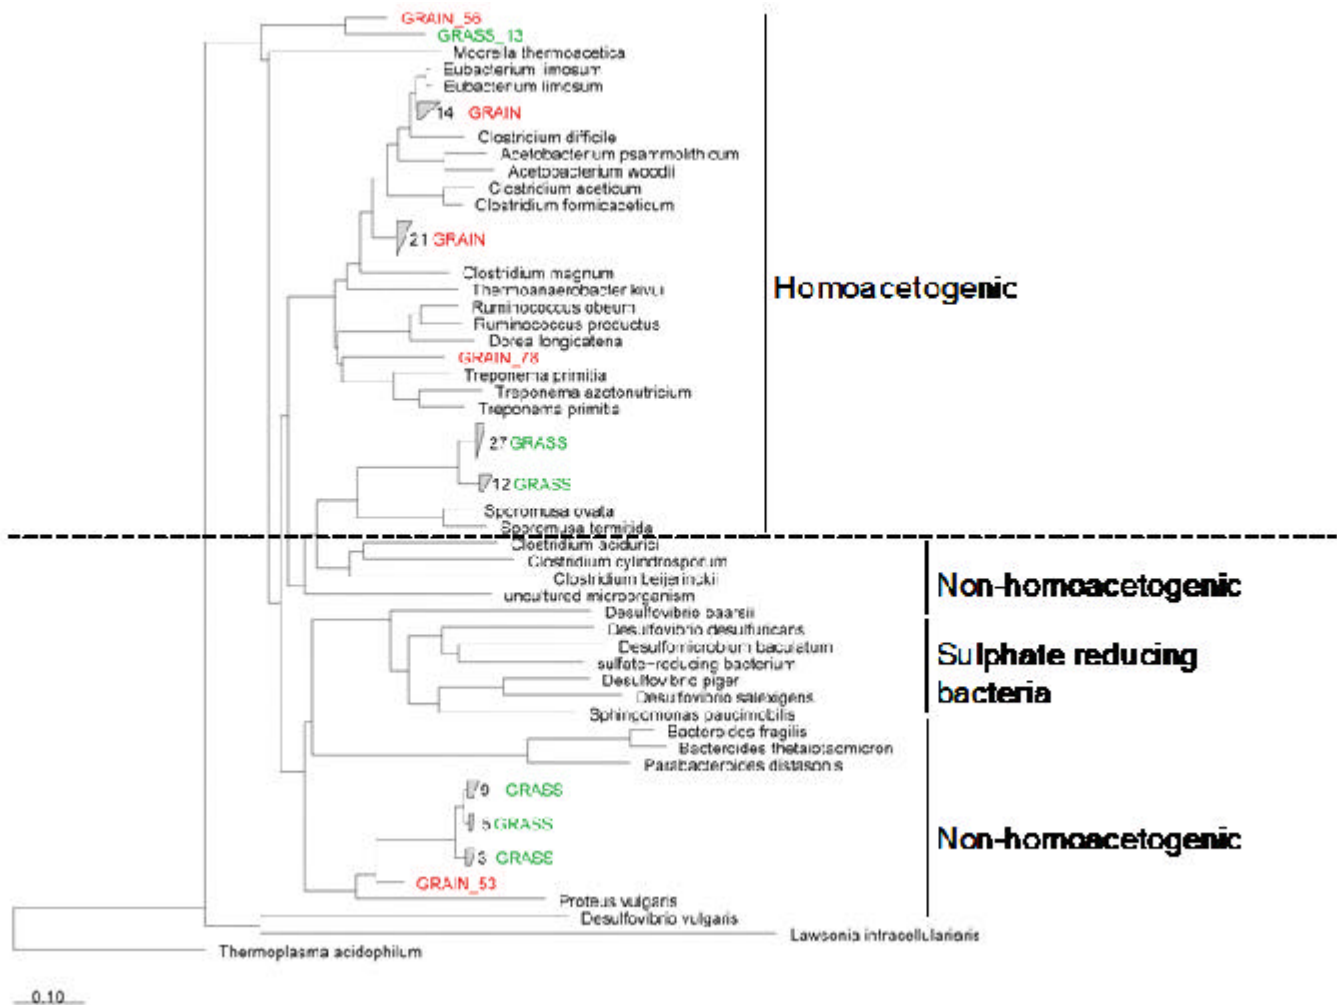 GRAIN_56
GRASS_13
Moorella thermoacetica
Eubacterium limosum
Eubacterium limosum
14 GRAIN
Clostridium difficile
Acetobacterium psammolithicum
Acetobacterium woodii
Clostridium aceticum
Clostridium formicaceticum
21 GRAIN
Clostridium magnum
Homoacetogenic
Thermoanaerobacter kivui
Ruminococcus obeum
Ruminococcus productus
Dorea longicatena
GRAIN_78
Treponema primitia
Treponema azotonutricium
Treponema primitia
27 GRASS
12 GRASS
Sporomusa ovata
Sporomusa termitida
Clostridium acidurici
Clostridium cylindrosporum
Clostridium beijerinckii
Non-homoacetogenic
uncultured microorganism
Desulfovibrio baarsii
Desulfovibrio desulfuricans
Desulfomicrobium baculatum
Sulphate reducing
bacteria
sulfate-reducing bacterium
Desulfovibrio piger
Desulfovibrio salexigens
Sphingomonas paucimobilis
Bacteroides fragilis
Bacteroides thetaiotaomicron
Parabacteroides distasonis
9 GRASS
5 GRASS
3 GRASS
Non-homoacetogenic
GRAIN_53
Proteus vulgaris
Desulfovibrio vulgaris
Lawsonia intracellulariaris
Thermoplasma acidophilum
0.10